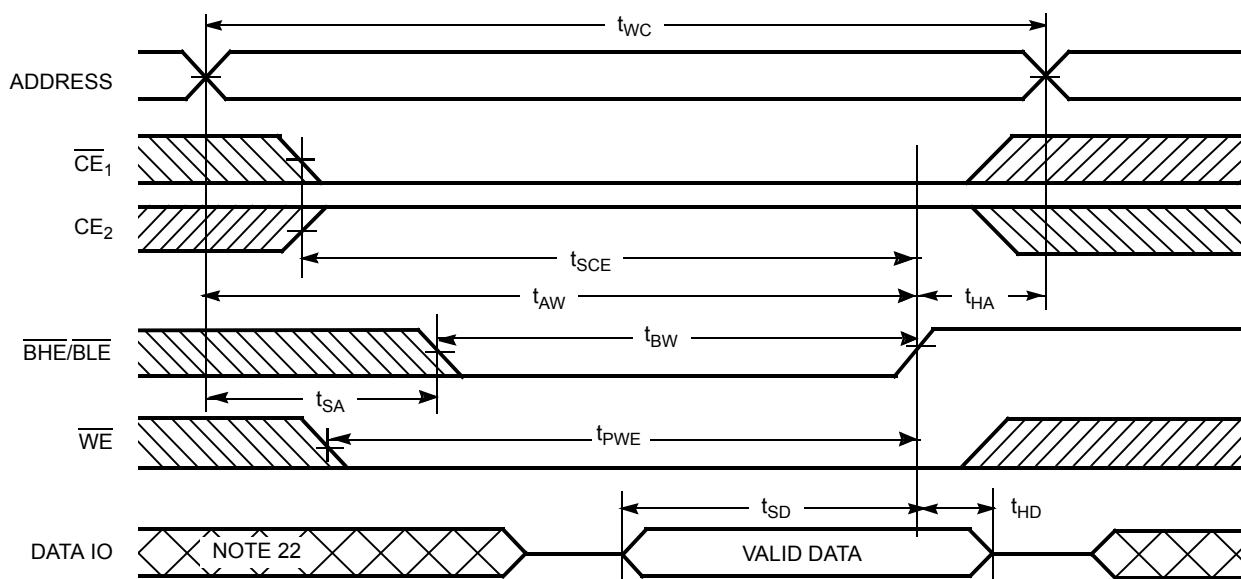 tWC
ADDRESS
CE1
CE2
tSCE
tAW
tHA
BHE/BLE
tBW
tSA
WE
tPWE
tSD
tHD
DATA IO
NOTE 22
VALID DATA